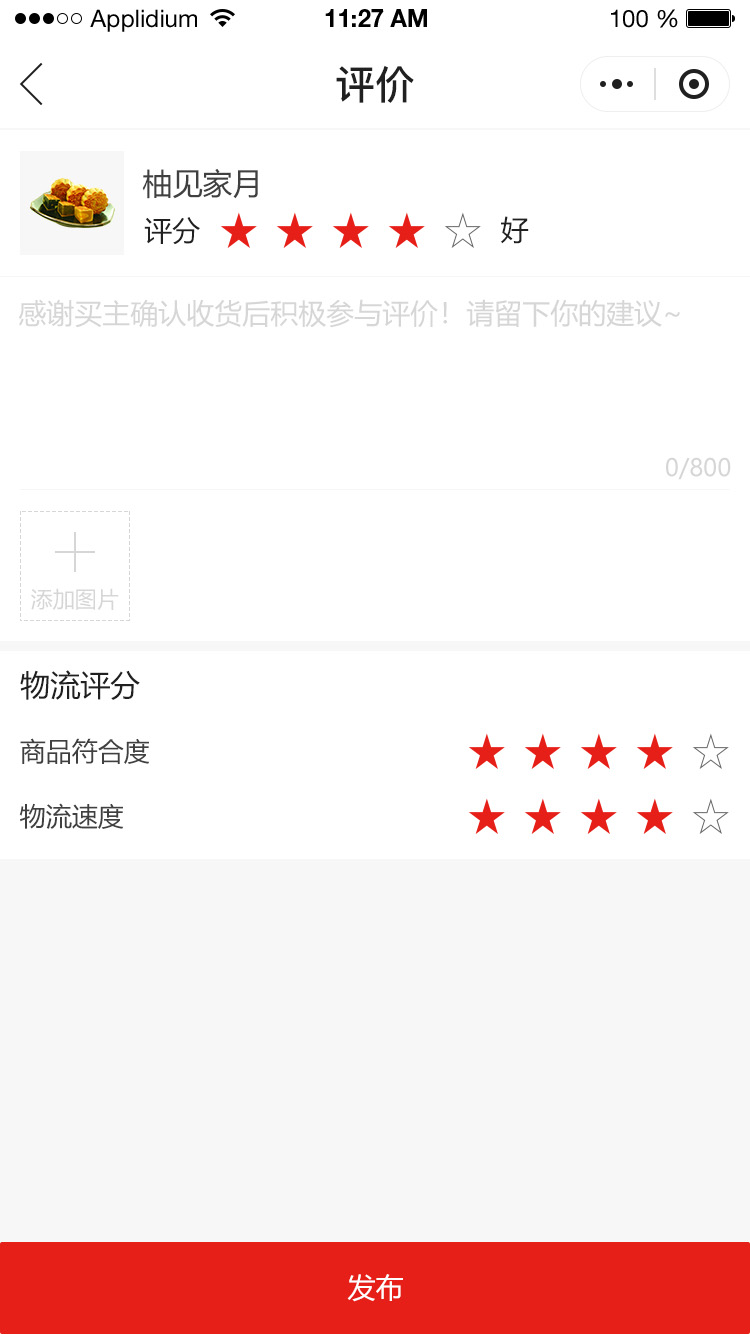 Applidium 11:27 AM 100 %
评价
柚见家月
评分 ★ ★ ★ ★ ☆ 好
感谢买主确认收货后积极参与评价！请留下你的建议~
0/800
添加图片
物流评分
商品符合度 ★ ★ ★ ★ ☆
物流速度 ★ ★ ★ ★ ☆
发布